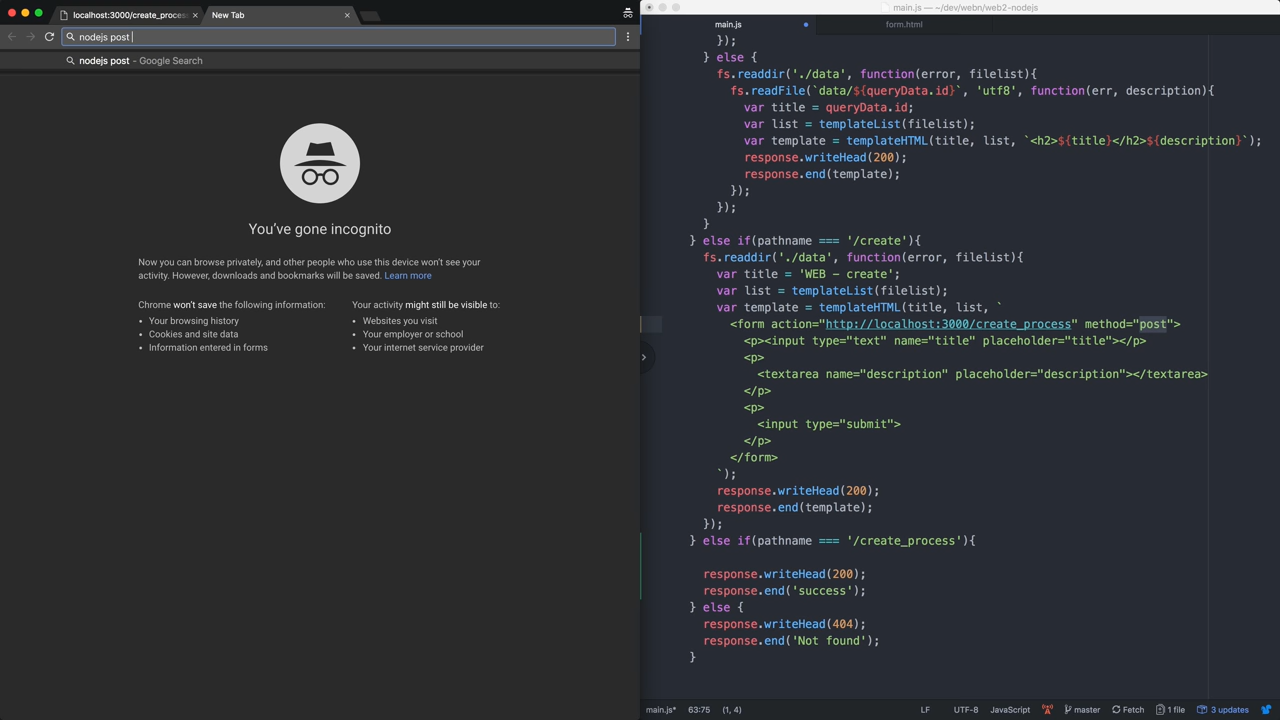 localhost:3000/create_proces
New Tab
nodejs post
nodejs post - Google Search
You've gone incognito
Now you can browse privately, and other people who use this device won't see your
activity. However, downloads and bookmarks will be saved. Learn more
Chrome won't save the following information:
• Your browsing history
• Cookies and site data
• Information entered in forms
Your activity might still be visible to:
• Websites you visit
• Your employer or school
• Your internet service provider
main.js — ~/dev/webn/web2-nodejs
main.js
form.html
});
} else {
fs.readdir('./data', function(error, filelist){
fs.readFile(`data/${queryData.id}`, 'utf8', function(err, description){
var title = queryData.id;
var list = templateList(filelist);
var template = templateHTML(title, list, `<h2>${title}</h2>${description}`);
response.writeHead(200);
response.end(template);
});
});
}
} else if(pathname === '/create'){
fs.readdir('./data', function(error, filelist){
var title = 'WEB - create';
var list = templateList(filelist);
var template = templateHTML(title, list, `
<form action="http://localhost:3000/create_process" method="post">
<p><input type="text" name="title" placeholder="title"></p>
<p>
<textarea name="description" placeholder="description"></textarea>
</p>
<p>
<input type="submit">
</p>
</form>
`);
response.writeHead(200);
response.end(template);
});
} else if(pathname === '/create_process'){
response.writeHead(200);
response.end('success');
} else {
response.writeHead(404);
response.end('Not found');
}
main.js* 63:75 (1, 4) LF UTF-8 JavaScript master Fetch 1 file 3 updates